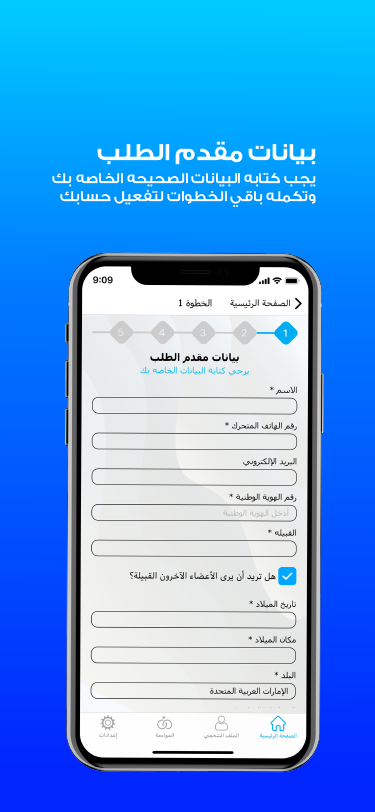 بيانات مقدم الطلب
يجب كتابه البيانات الصحيحه الخاصه بك
وتكمله باقي الخطوات لتفعيل حسابك
9:09
الصفحة الرئيسية
الخطوة 1
1 2 3 4 5
بيانات مقدم الطلب
يرجي كتابة البيانات الخاصه بك
الاسم *
رقم الهاتف المتحرك *
البريد الإلكتروني
رقم الهوية الوطنية *
أدخل الهوية الوطنية
القبيله *
هل تريد أن يرى الأعضاء الآخرون القبيلة؟
تاريخ الميلاد *
مكان الميلاد *
البلد *
الإمارات العربية المتحدة
الصفحة الرئيسية
الملف الشخصي
المواءمة
إعدادات